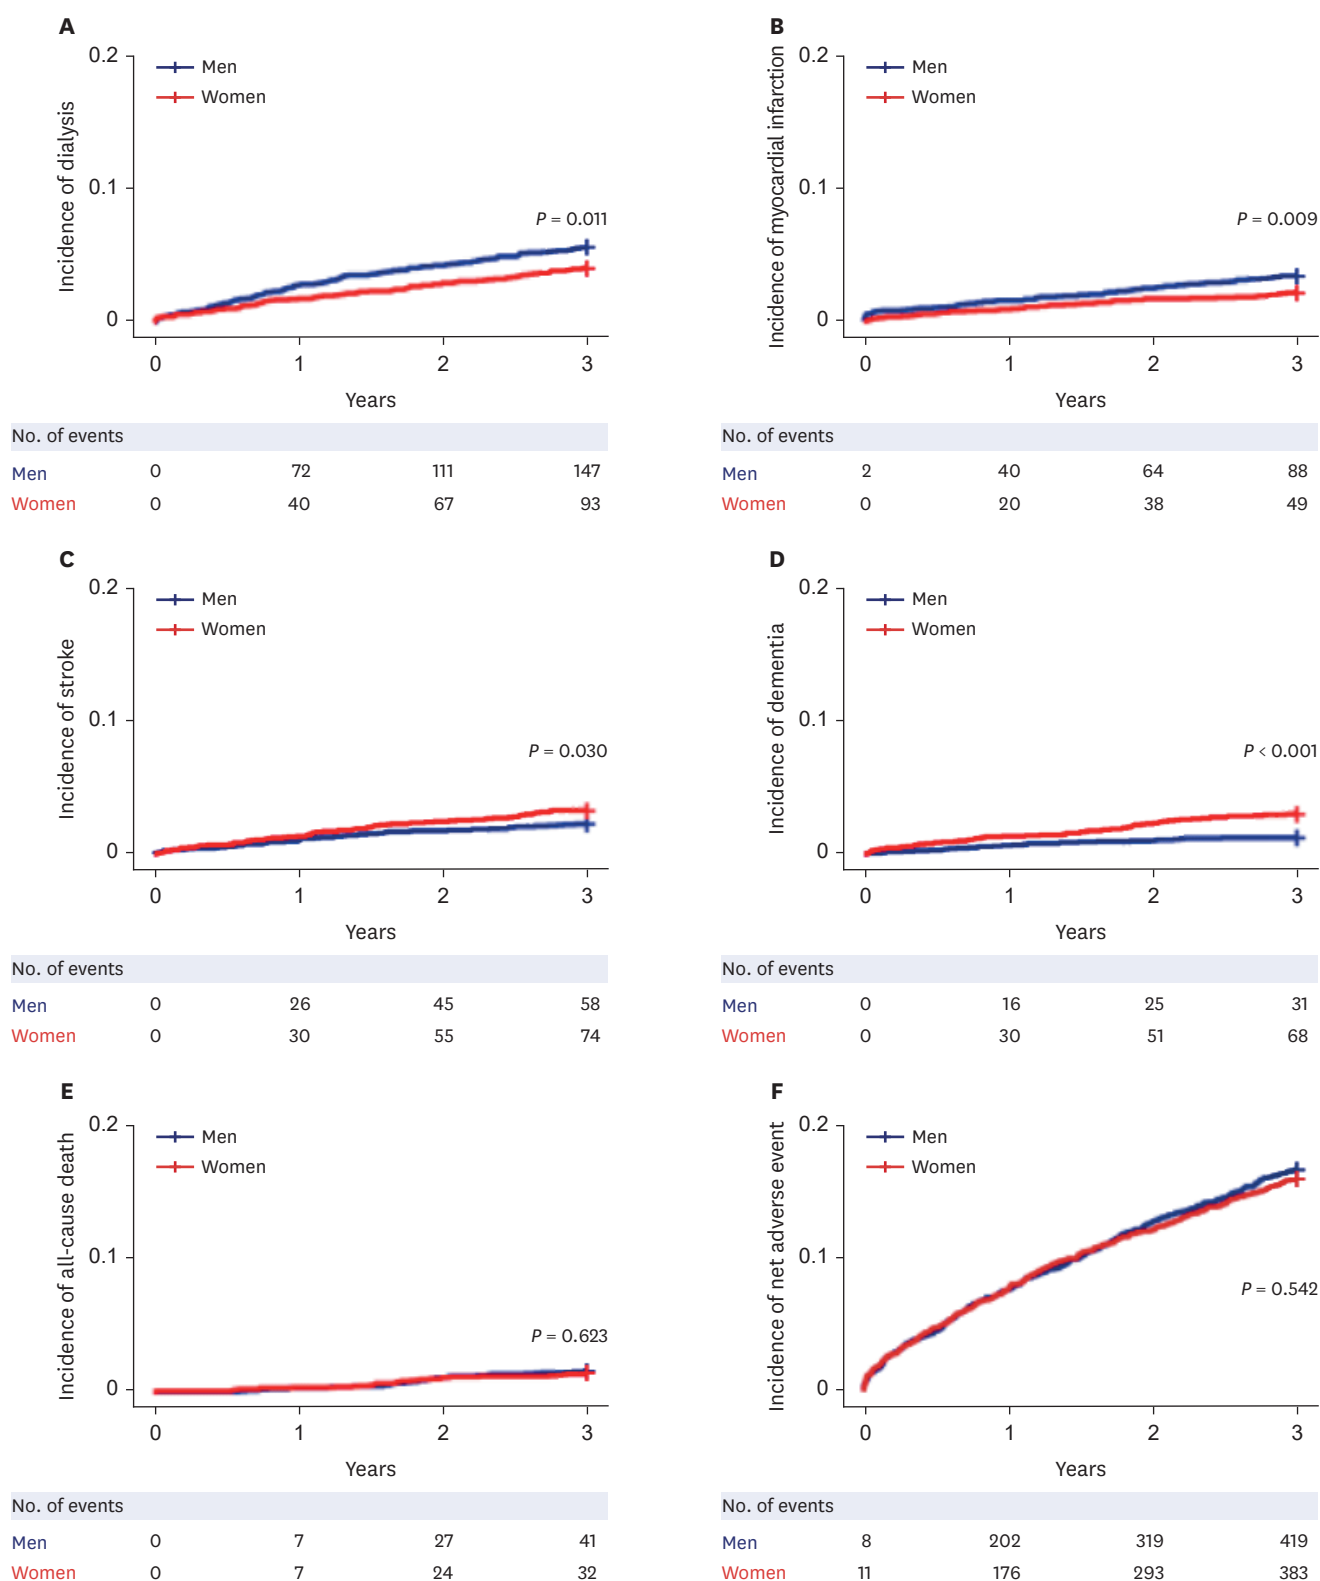 A
Incidence of dialysis
0.2
0.1
0
Men
Women
P = 0.011
0 1 2 3
Years
No. of events
Men 0 72 111 147
Women 0 40 67 93
B
Incidence of myocardial infarction
0.2
0.1
0
Men
Women
P = 0.009
0 1 2 3
Years
No. of events
Men 2 40 64 88
Women 0 20 38 49
C
Incidence of stroke
0.2
0.1
0
Men
Women
P = 0.030
0 1 2 3
Years
No. of events
Men 0 26 45 58
Women 0 30 55 74
D
Incidence of dementia
0.2
0.1
0
Men
Women
P < 0.001
0 1 2 3
Years
No. of events
Men 0 16 25 31
Women 0 30 51 68
E
Incidence of all-cause death
0.2
0.1
0
Men
Women
P = 0.623
0 1 2 3
Years
No. of events
Men 0 7 27 41
Women 0 7 24 32
F
Incidence of net adverse event
0.2
0.1
0
Men
Women
P = 0.542
0 1 2 3
Years
No. of events
Men 8 202 319 419
Women 11 176 293 383